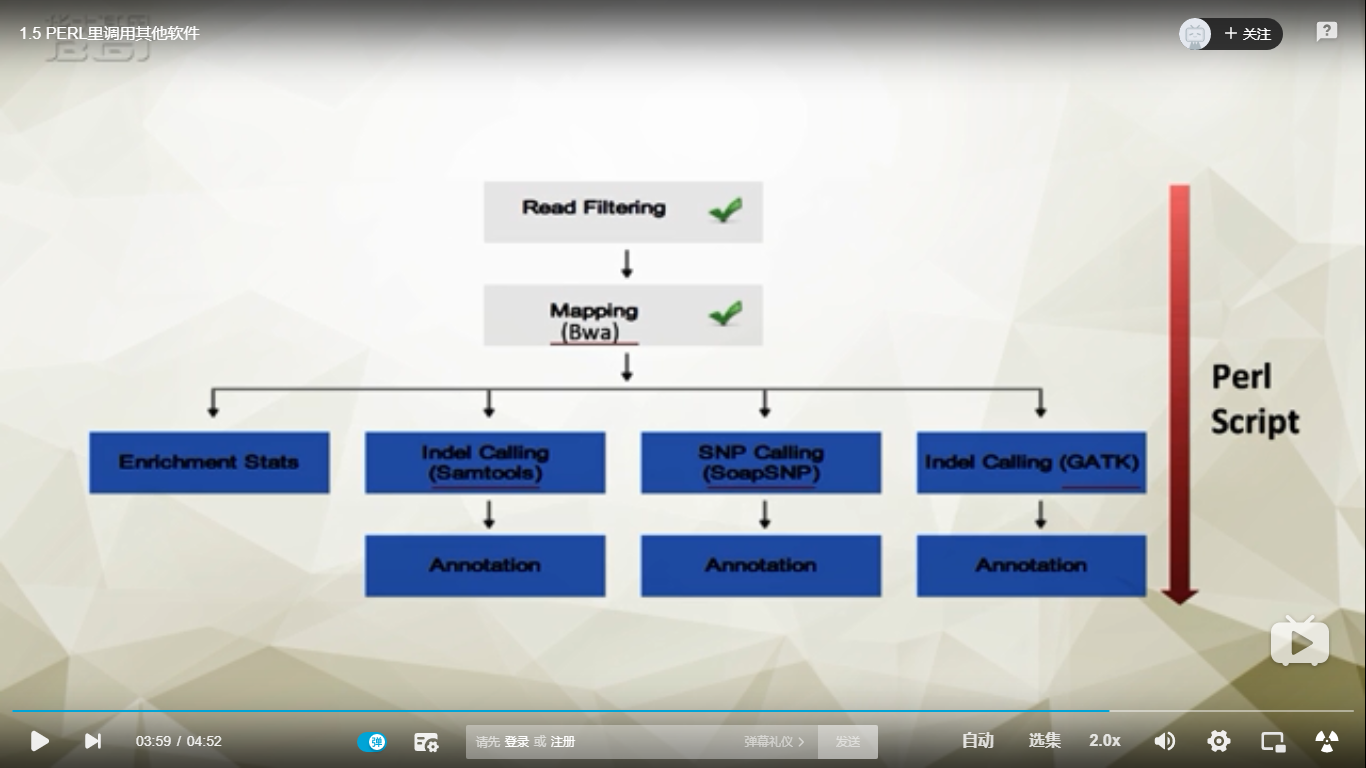 1.5 PERL里调用其他软件
+ 关注
Read Filtering
Mapping
(Bwa)
Enrichment Stats
Indel Calling
(Samtools)
SNP Calling
(SoapSNP)
Indel Calling (GATK)
Annotation
Annotation
Annotation
Perl
Script
03:59 / 04:52
弹
请先 登录 或 注册
弹幕礼仪 >
发送
自动
选集
2.0x